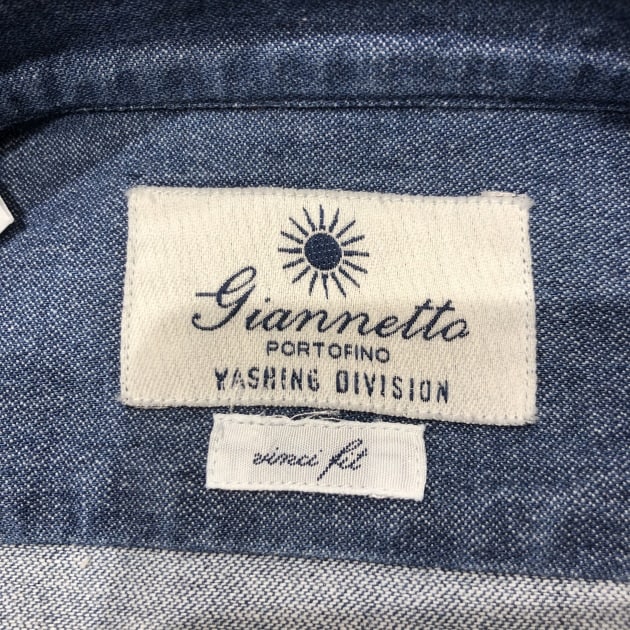 Giannetto
PORTOFINO
WASHING DIVISION
vinci fit